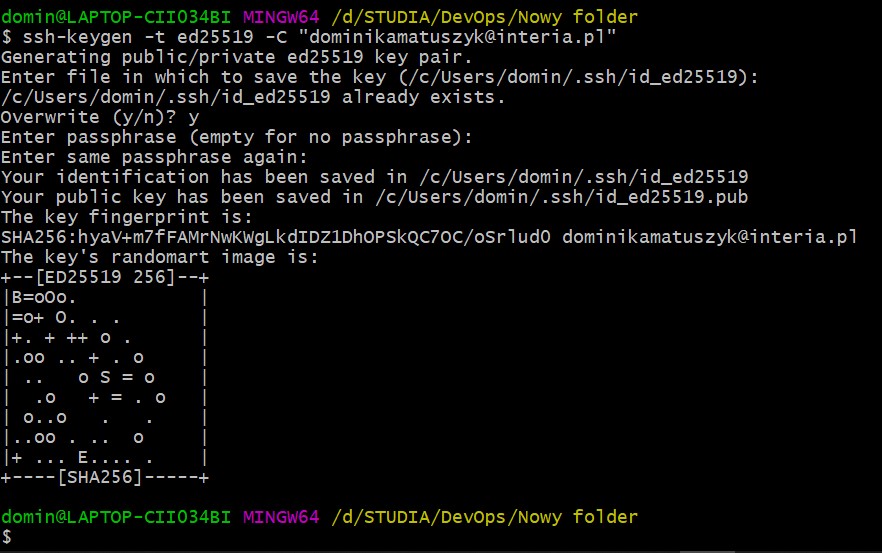 domin@LAPTOP-CII034BI MINGW64 /d/STUDIA/DevOps/Nowy folder
$ ssh-keygen -t ed25519 -C "dominikamatuszyk@interia.pl"
Generating public/private ed25519 key pair.
Enter file in which to save the key (/c/Users/domin/.ssh/id_ed25519):
/c/Users/domin/.ssh/id_ed25519 already exists.
Overwrite (y/n)? y
Enter passphrase (empty for no passphrase):
Enter same passphrase again:
Your identification has been saved in /c/Users/domin/.ssh/id_ed25519
Your public key has been saved in /c/Users/domin/.ssh/id_ed25519.pub
The key fingerprint is:
SHA256:hyaV+m7fFAMrNwKWgLkdIDZ1DhOPSkQC7OC/oSrlud0 dominikamatuszyk@interia.pl
The key's randomart image is:
+--[ED25519 256]--+
|B=oOo.           |
|=o+ O. . .       |
|+. + ++ o .      |
|.oo .. + . o     |
| ..   o S = o    |
|  .o   + = . o   |
| o..o   .   .    |
|..oo . ..  o     |
|+ ... E.... .    |
+----[SHA256]-----+
domin@LAPTOP-CII034BI MINGW64 /d/STUDIA/DevOps/Nowy folder
$